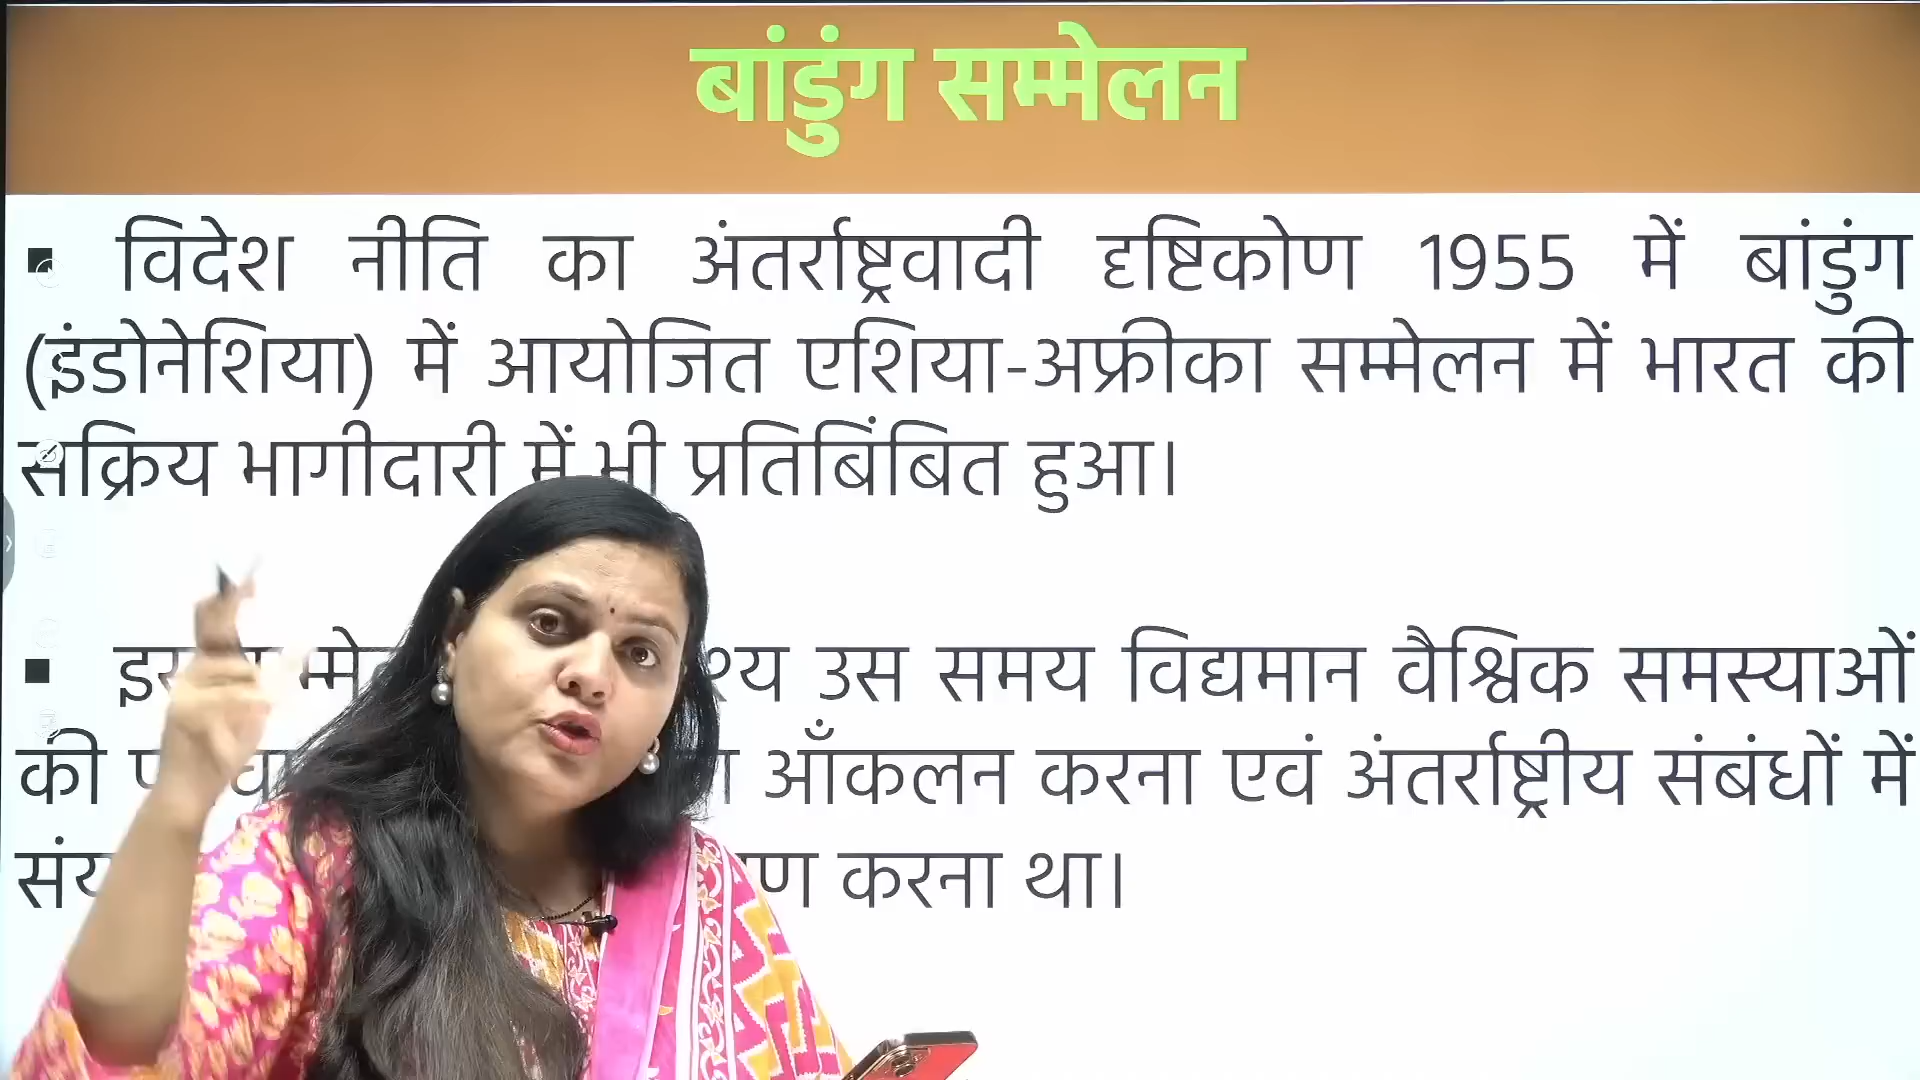 बांडुंग सम्मेलन
▪ विदेश नीति का अंतर्राष्ट्रवादी दृष्टिकोण 1955 में बांडुंग
(इंडोनेशिया) में आयोजित एशिया-अफ्रीका सम्मेलन में भारत की
सक्रिय भागीदारी में भी प्रतिबिंबित हुआ।
▪ उस समय विद्यमान वैश्विक समस्याओं
की आँकलन करना एवं अंतर्राष्ट्रीय संबंधों में
करना था।